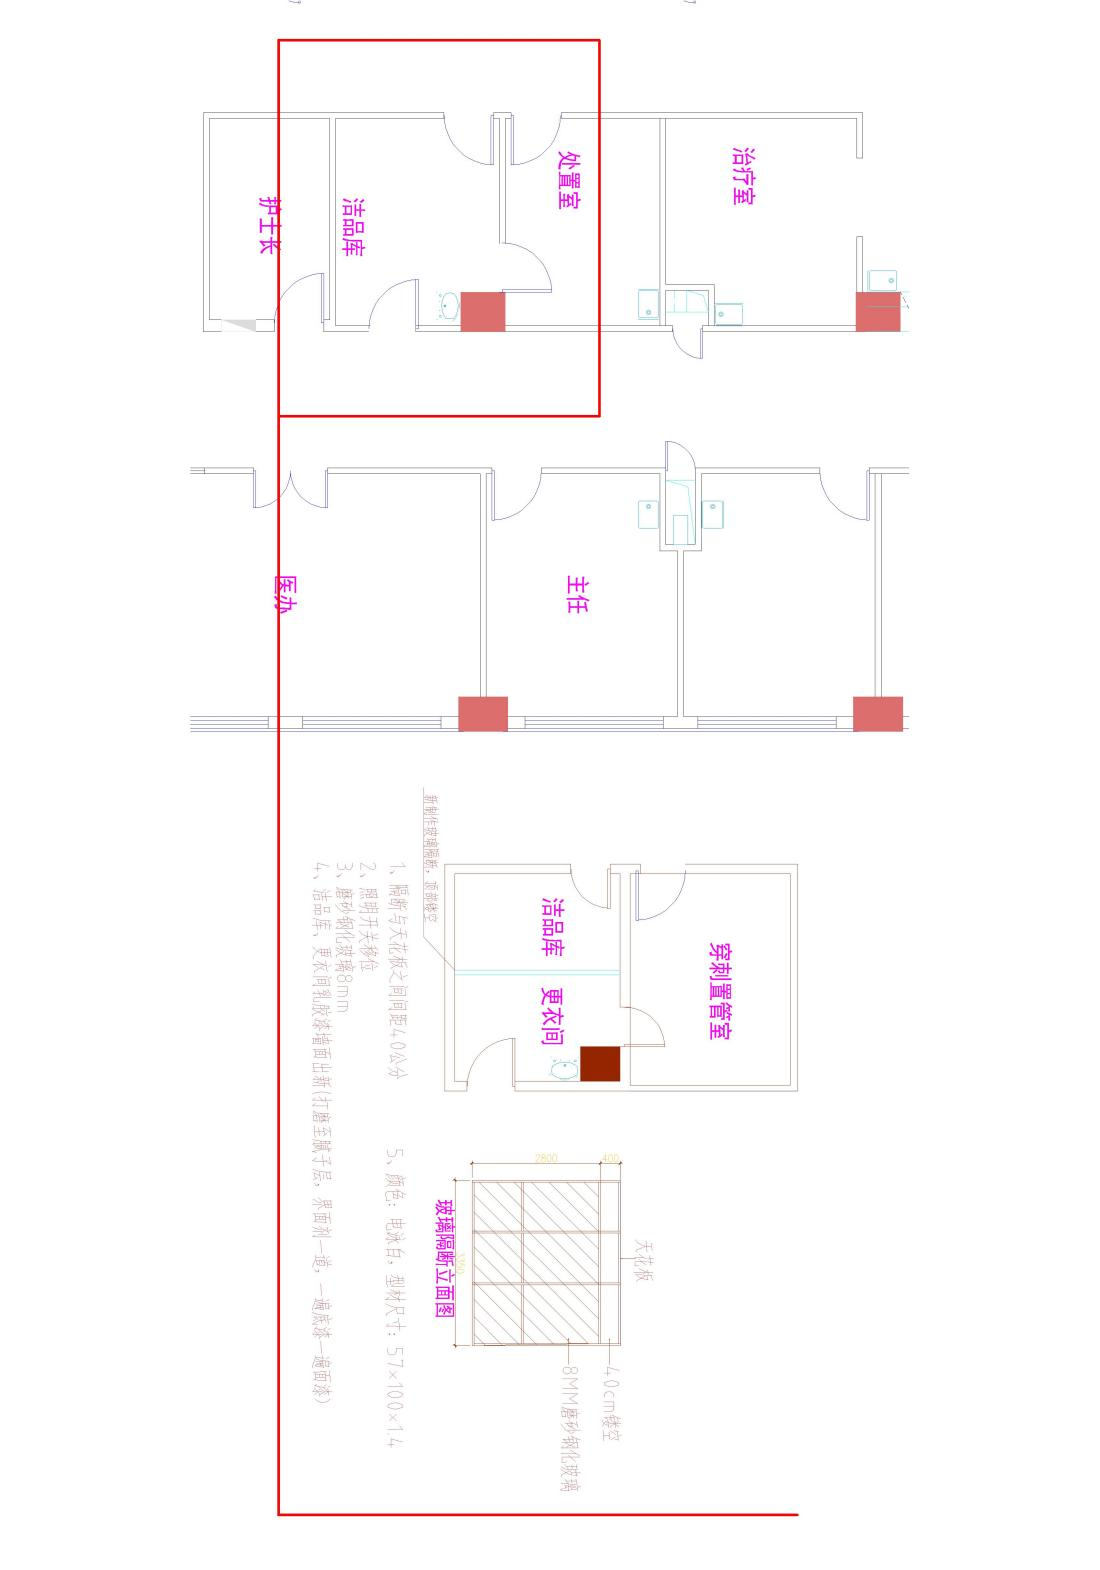 护士长
洁品库
处置室
治疗室
医办
主任
新制作玻璃隔断，顶部镂空
洁品库
更衣间
穿刺置管室
1、隔断与天花板之间间距40公分
2、照明开关移位
3、磨砂钢化玻璃8mm
4、洁品库、更衣间乳胶漆墙面出新(打磨至腻子层，界面剂一道，一遍底漆一遍面漆)
5、颜色：电泳白，型材尺寸：57×100×1.4
2800
400
天花板
40cm镂空
8MM磨砂钢化玻璃
玻璃隔断立面图